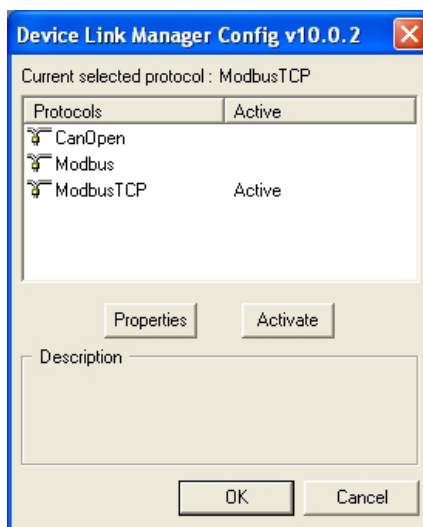 Device Link Manager Config v10.0.2
Current selected protocol : ModbusTCP
Protocols Active
CanOpen
Modbus
ModbusTCP Active
Properties Activate
Description
OK Cancel